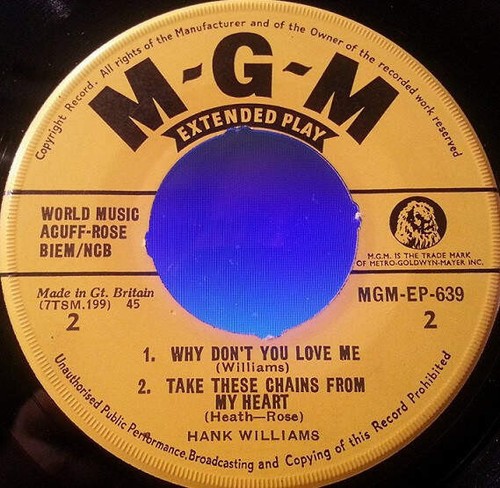 Copyright Record. All rights of the Manufacturer and of the Owner of the recorded work reserved
M-G-M
EXTENDED PLAY
WORLD MUSIC
ACUFF-ROSE
BIEM/NCB
M.G.M. IS THE TRADE MARK
OF METRO-GOLDWYN-MAYER INC.
Made in Gt. Britain
(7TSM.199) 45
2
MGM-EP-639
2
1. WHY DON'T YOU LOVE ME
(Williams)
2. TAKE THESE CHAINS FROM
MY HEART
(Heath—Rose)
HANK WILLIAMS
Unauthorised Public Performance, Broadcasting and Copying of this Record Prohibited